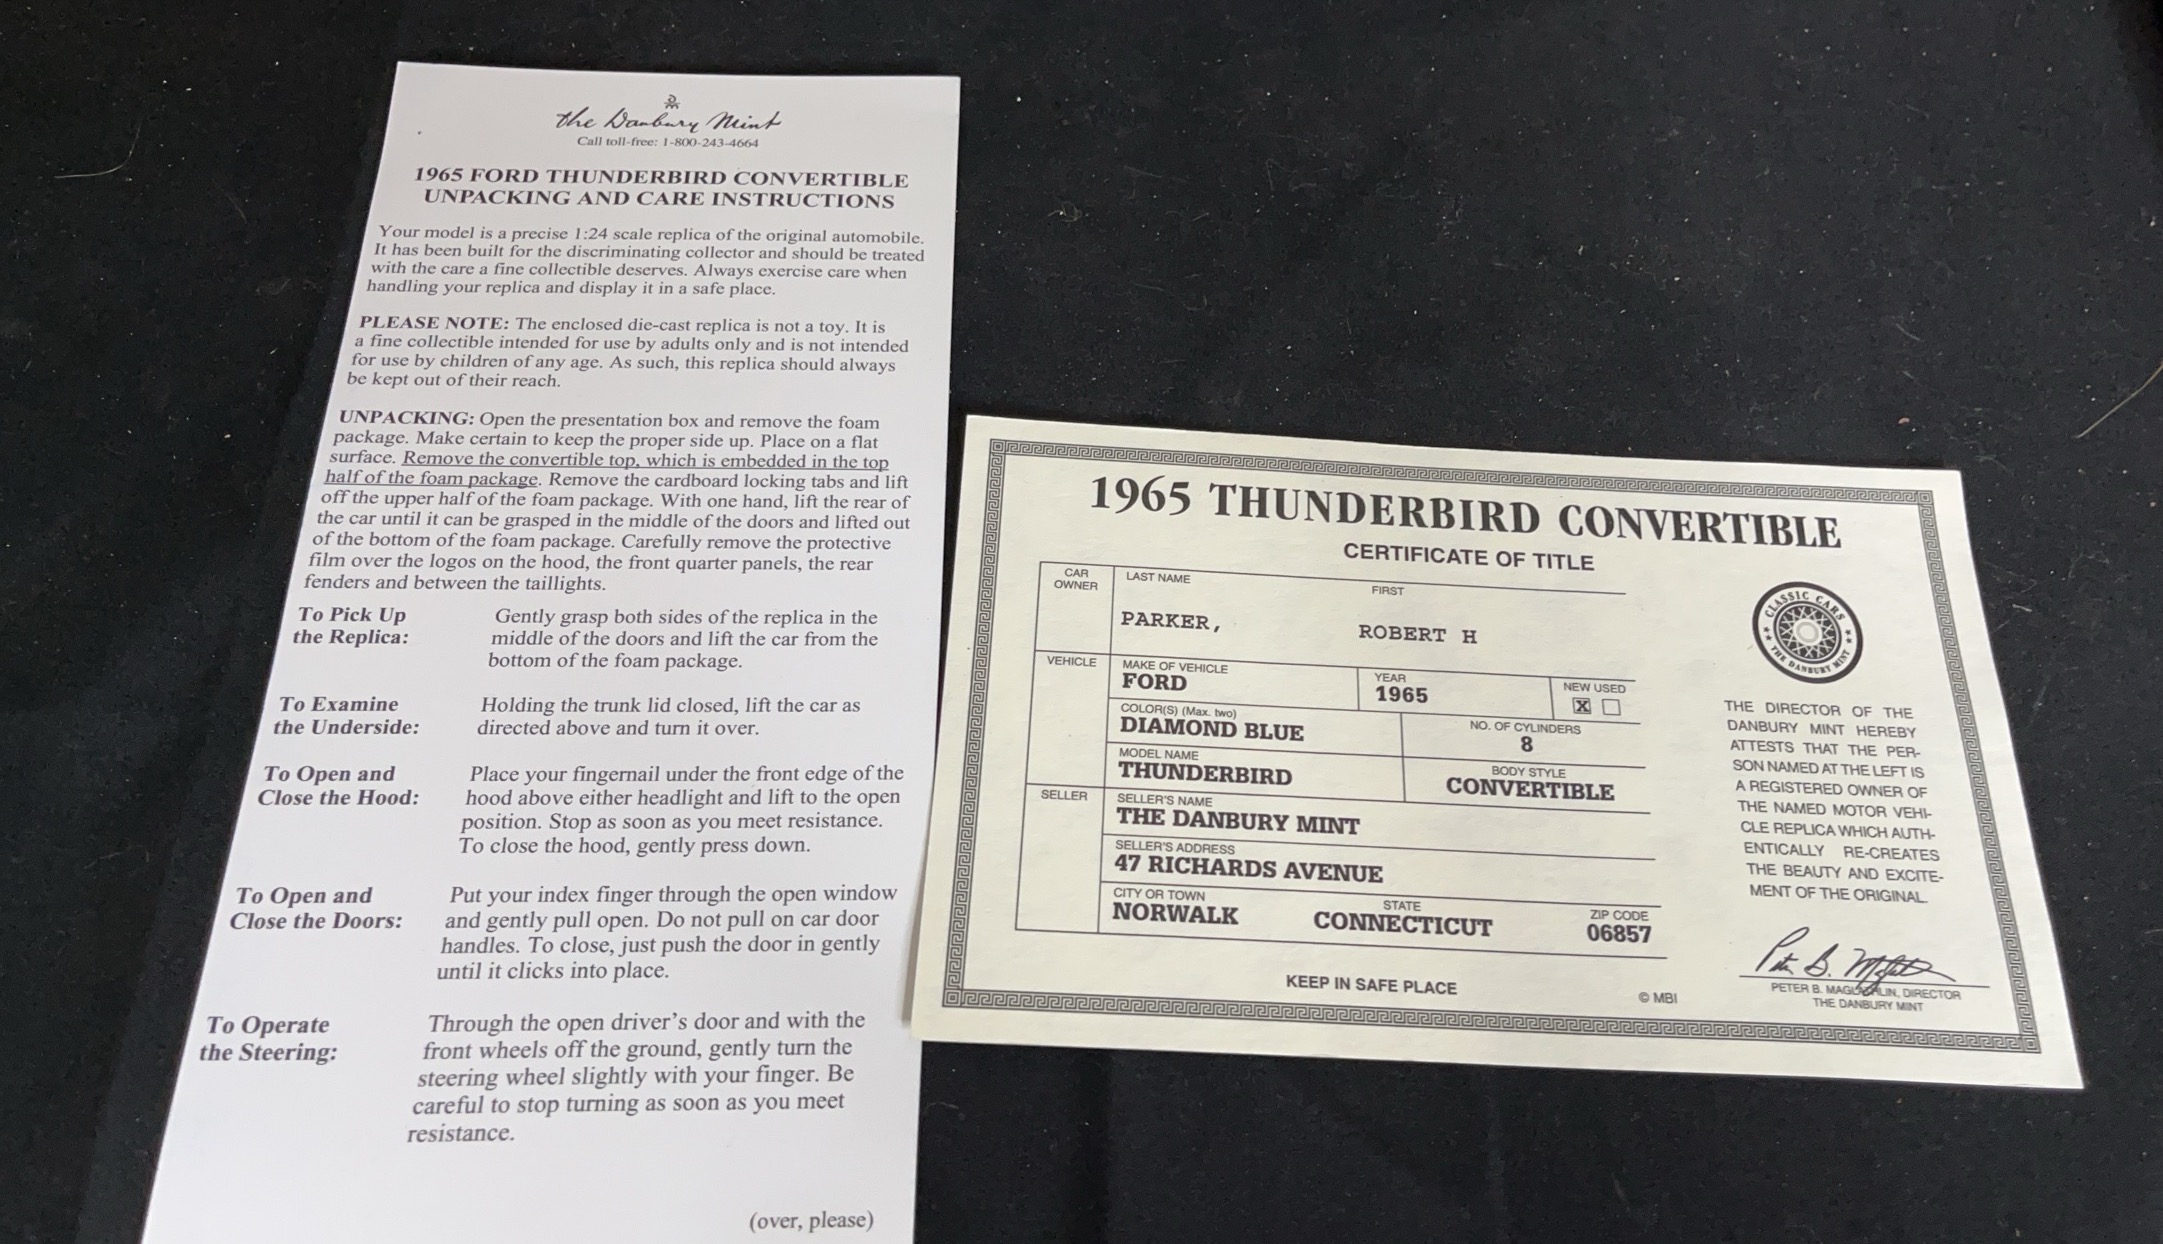 the Danbury Mint
Call toll-free: 1-800-243-4664
1965 FORD THUNDERBIRD CONVERTIBLE
UNPACKING AND CARE INSTRUCTIONS
Your model is a precise 1:24 scale replica of the original automobile.
It has been built for the discriminating collector and should be treated
with the care a fine collectible deserves. Always exercise care when
handling your replica and display it in a safe place.
PLEASE NOTE: The enclosed die-cast replica is not a toy. It is
a fine collectible intended for use by adults only and is not intended
for use by children of any age. As such, this replica should always
be kept out of their reach.
UNPACKING: Open the presentation box and remove the foam
package. Make certain to keep the proper side up. Place on a flat
surface. Remove the convertible top, which is embedded in the top
half of the foam package. Remove the cardboard locking tabs and lift
off the upper half of the foam package. With one hand, lift the rear of
the car until it can be grasped in the middle of the doors and lifted out
of the bottom of the foam package. Carefully remove the protective
film over the logos on the hood, the front quarter panels, the rear
fenders and between the taillights.
To Pick Up
the Replica:
Gently grasp both sides of the replica in the
middle of the doors and lift the car from the
bottom of the foam package.
To Examine
the Underside:
Holding the trunk lid closed, lift the car as
directed above and turn it over.
To Open and
Close the Hood:
Place your fingernail under the front edge of the
hood above either headlight and lift to the open
position. Stop as soon as you meet resistance.
To close the hood, gently press down.
To Open and
Close the Doors:
Put your index finger through the open window
and gently pull open. Do not pull on car door
handles. To close, just push the door in gently
until it clicks into place.
To Operate
the Steering:
Through the open driver's door and with the
front wheels off the ground, gently turn the
steering wheel slightly with your finger. Be
careful to stop turning as soon as you meet
resistance.
(over, please)
1965 THUNDERBIRD CONVERTIBLE
CERTIFICATE OF TITLE
CAR
OWNER
LAST NAME
FIRST
PARKER,
ROBERT H
VEHICLE
MAKE OF VEHICLE
FORD
YEAR
1965
NEW USED
X
COLOR(S) (Max. two)
DIAMOND BLUE
NO. OF CYLINDERS
8
MODEL NAME
THUNDERBIRD
BODY STYLE
CONVERTIBLE
SELLER
SELLER'S NAME
THE DANBURY MINT
SELLER'S ADDRESS
47 RICHARDS AVENUE
CITY OR TOWN
NORWALK
STATE
CONNECTICUT
ZIP CODE
06857
KEEP IN SAFE PLACE
© MBI
CLASSIC CARS
THE DANBURY MINT
THE DIRECTOR OF THE
DANBURY MINT HEREBY
ATTESTS THAT THE PER-
SON NAMED AT THE LEFT IS
A REGISTERED OWNER OF
THE NAMED MOTOR VEHI-
CLE REPLICA WHICH AUTH-
ENTICALLY RE-CREATES
THE BEAUTY AND EXCITE-
MENT OF THE ORIGINAL.
PETER B. MAGLATHLIN, DIRECTOR
THE DANBURY MINT